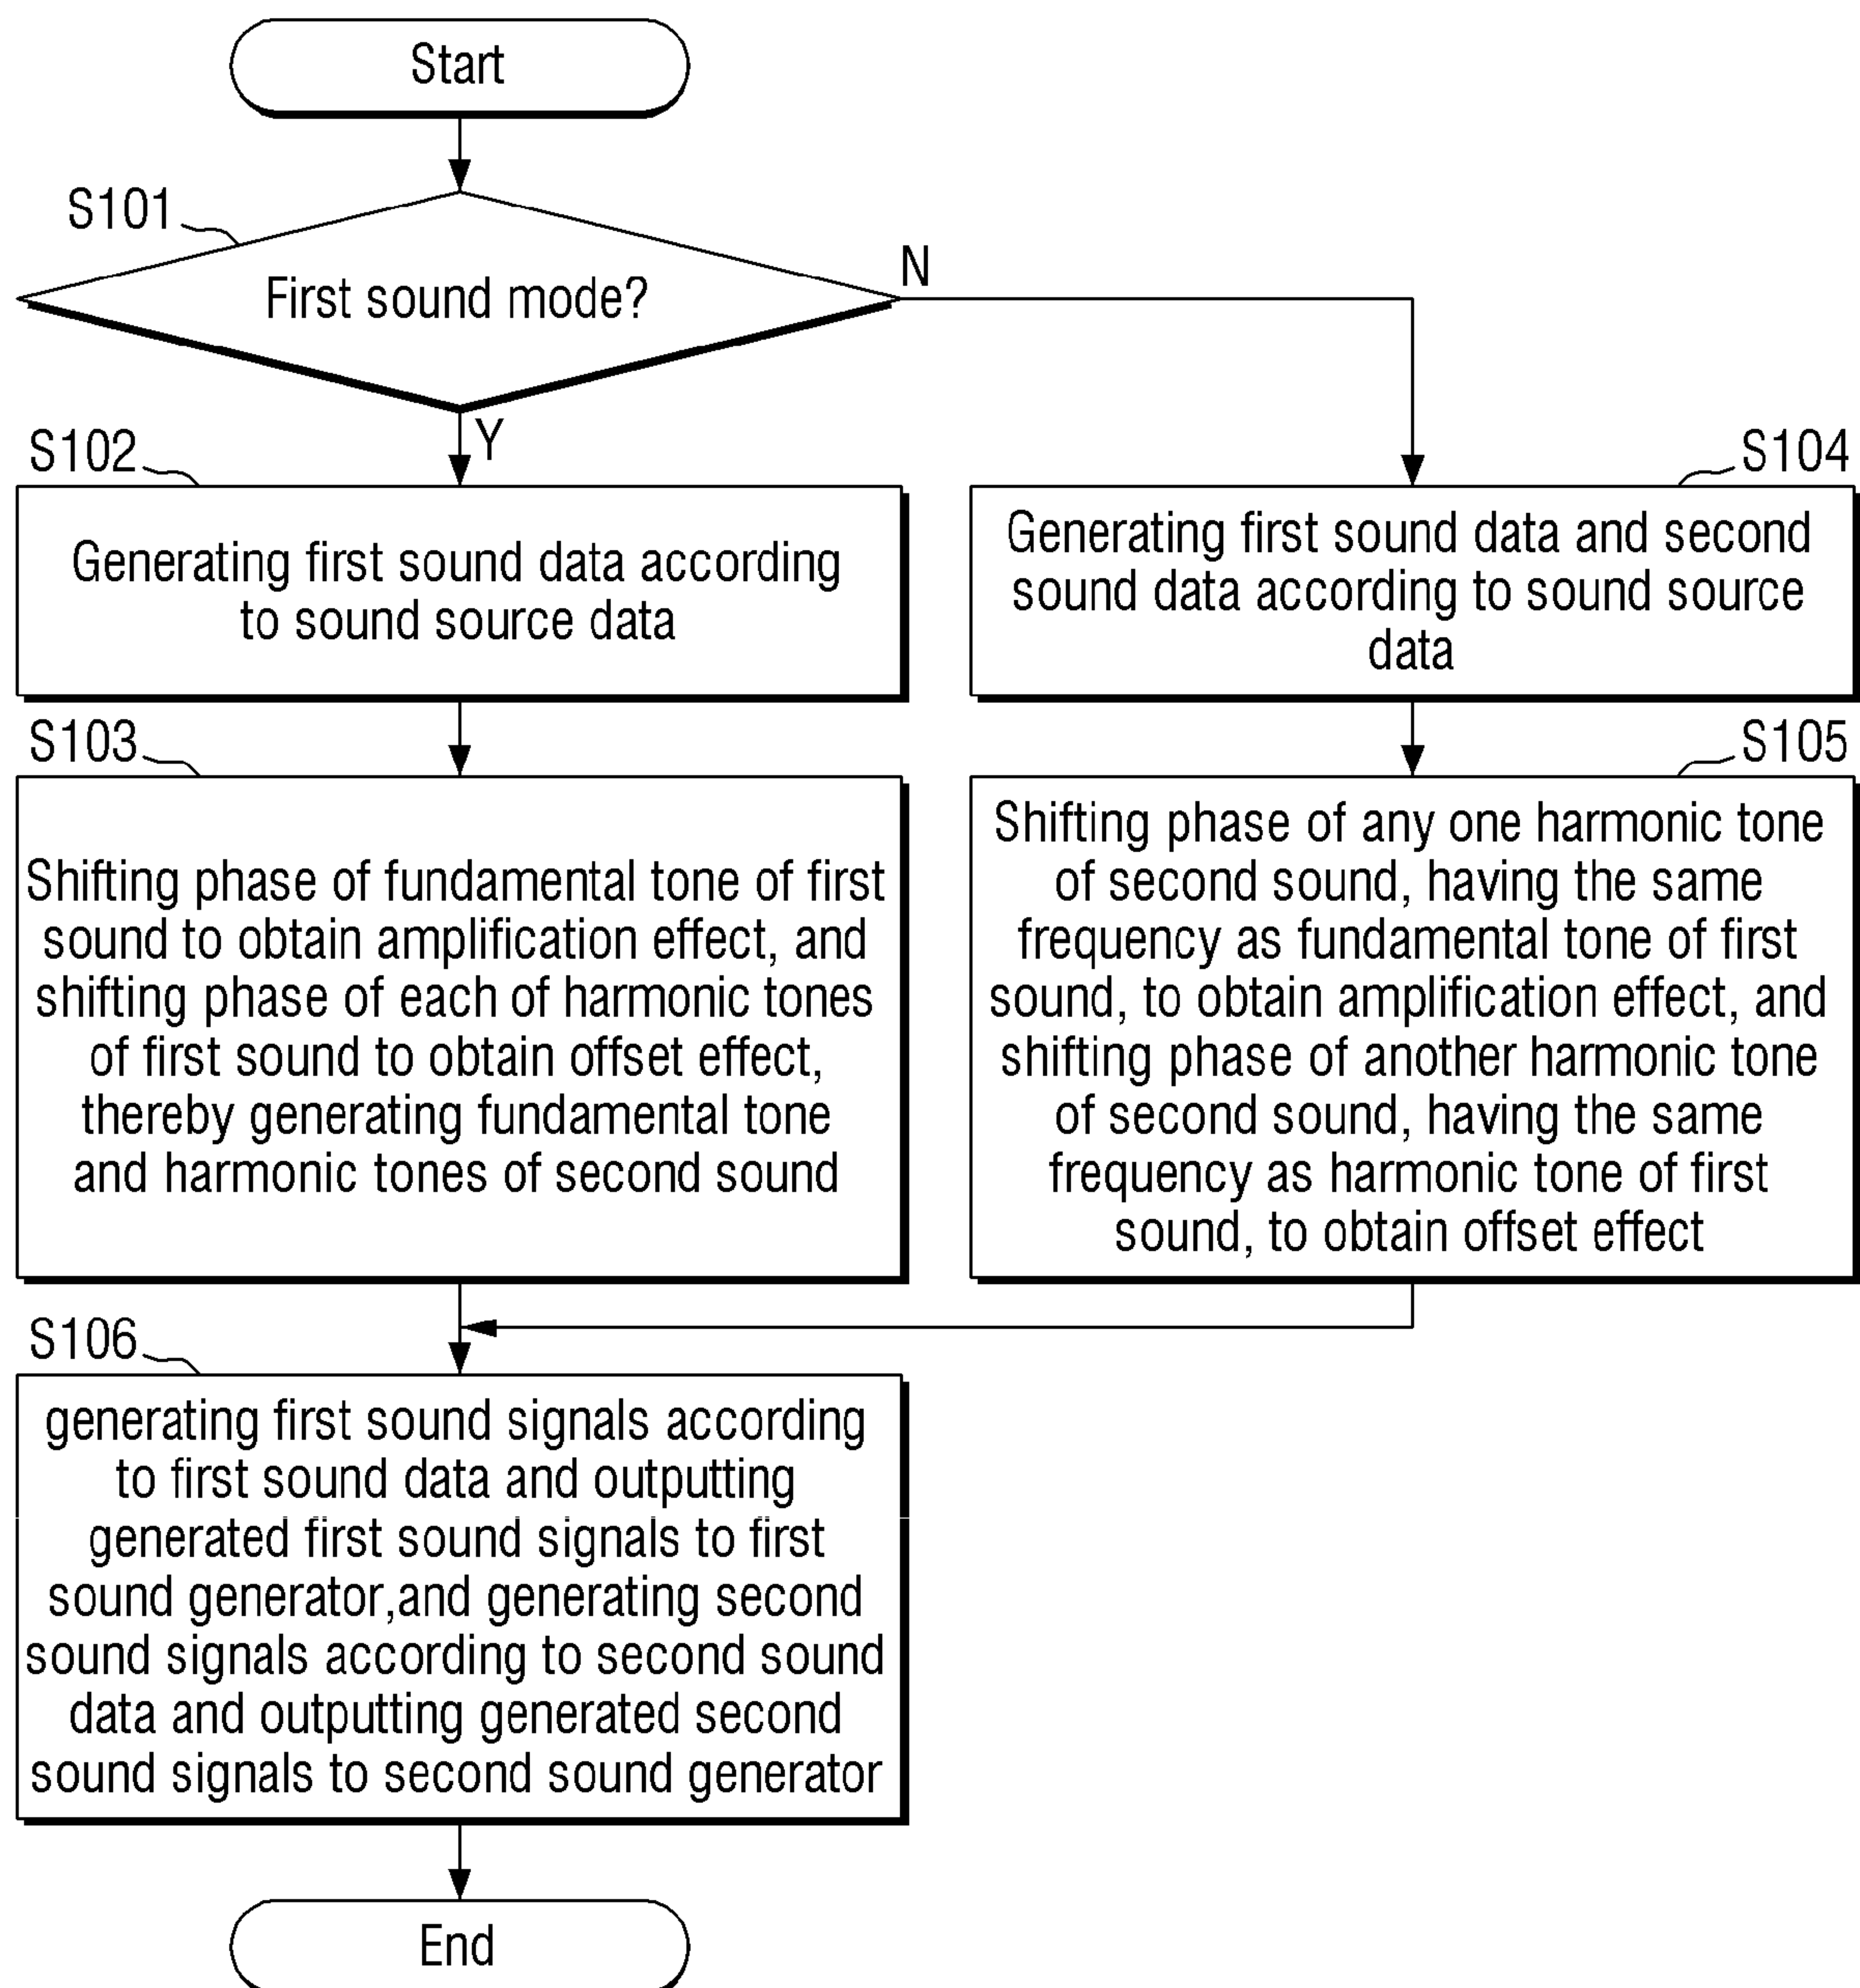 Start
S101
First sound mode?
N
Y
S102
Generating first sound data according
to sound source data
S104
Generating first sound data and second
sound data according to sound source
data
S103
Shifting phase of fundamental tone of first
sound to obtain amplification effect, and
shifting phase of each of harmonic tones
of first sound to obtain offset effect,
thereby generating fundamental tone
and harmonic tones of second sound
S105
Shifting phase of any one harmonic tone
of second sound, having the same
frequency as fundamental tone of first
sound, to obtain amplification effect, and
shifting phase of another harmonic tone
of second sound, having the same
frequency as harmonic tone of first
sound, to obtain offset effect
S106
generating first sound signals according
to first sound data and outputting
generated first sound signals to first
sound generator,and generating second
sound signals according to second sound
data and outputting generated second
sound signals to second sound generator
End